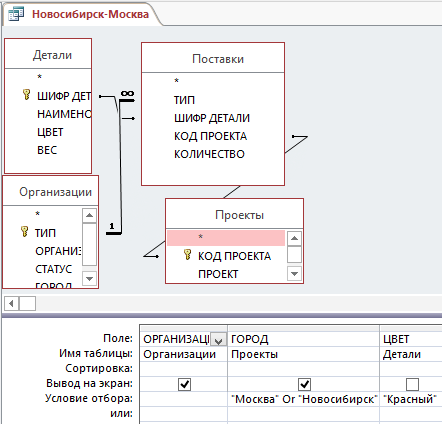 Новосибирск-Москва
Детали
*
ШИФР ДЕТ
НАИМЕНО
ЦВЕТ
ВЕС
Поставки
*
ТИП
ШИФР ДЕТАЛИ
КОД ПРОЕКТА
КОЛИЧЕСТВО
∞
1
Организации
*
ТИП
ОРГАНИЗ
СТАТУС
ГОРОД
Проекты
*
КОД ПРОЕКТА
ПРОЕКТ
Поле: ОРГАНИЗАЦИ ГОРОД ЦВЕТ
Имя таблицы: Организации Проекты Детали
Сортировка:
Вывод на экран:
Условие отбора: "Москва" Or "Новосибирск" "Красный"
или: